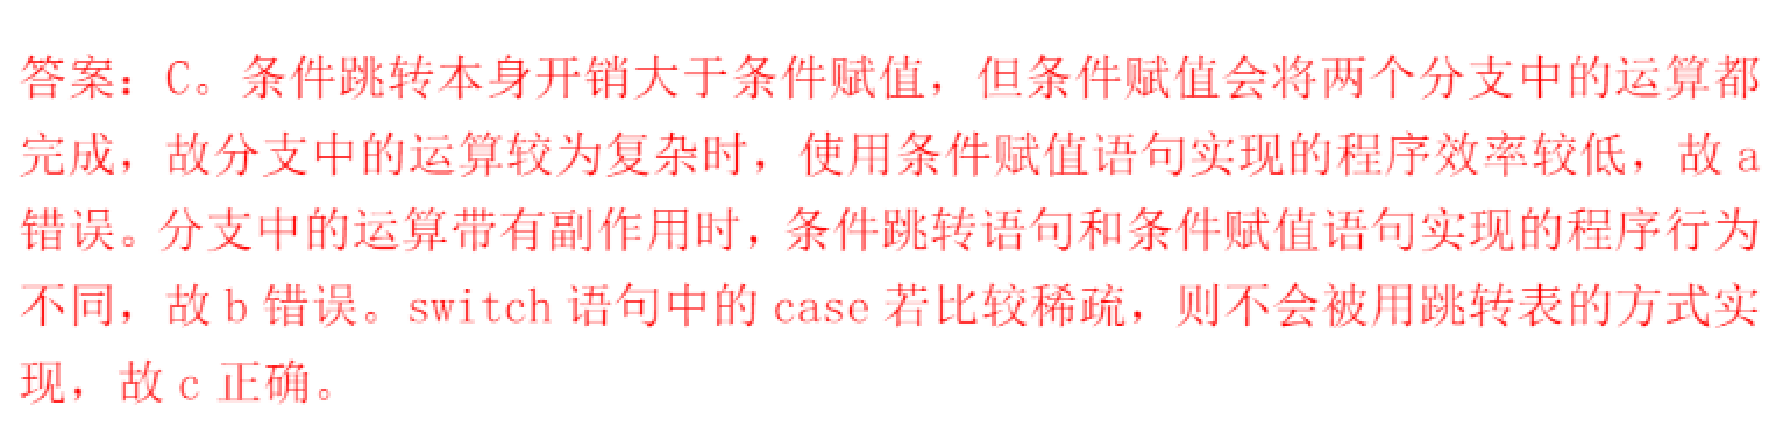 答案：C。条件跳转本身开销大于条件赋值，但条件赋值会将两个分支中的运算都
完成，故分支中的运算较为复杂时，使用条件赋值语句实现的程序效率较低，故 a
错误。分支中的运算带有副作用时，条件跳转语句和条件赋值语句实现的程序行为
不同，故 b 错误。switch 语句中的 case 若比较稀疏，则不会被用跳转表的方式实
现，故 c 正确。